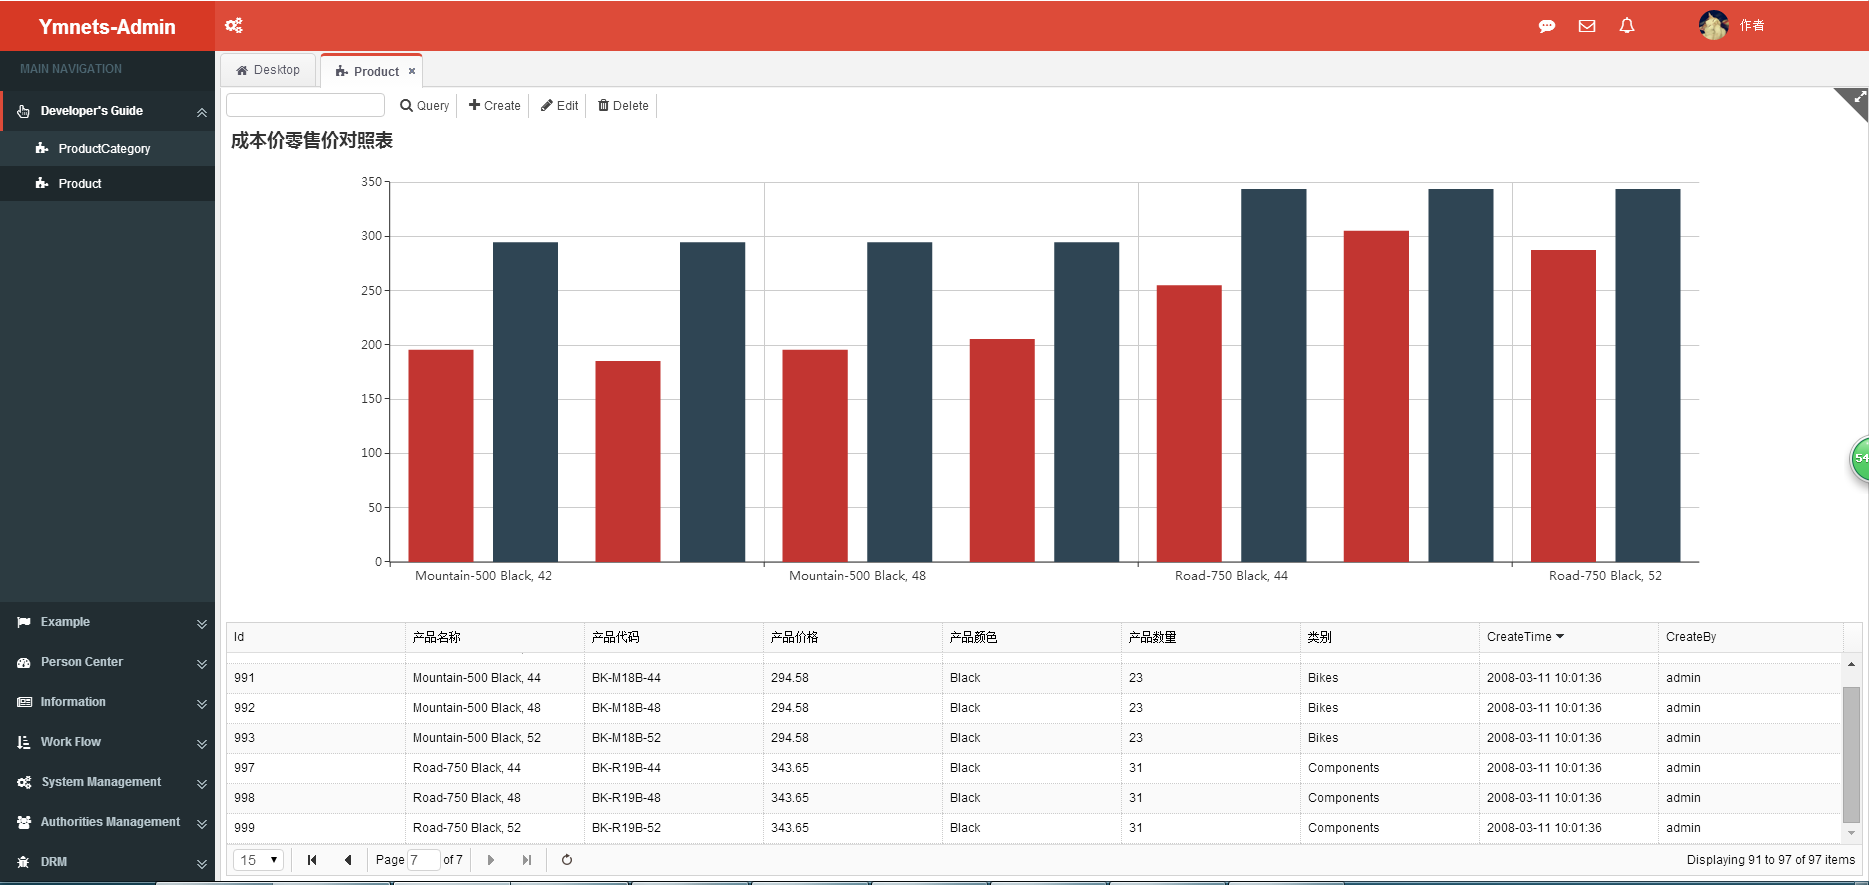 Ymnets-Admin
作者
MAIN NAVIGATION
Developer's Guide
ProductCategory
Product
Example
Person Center
Information
Work Flow
System Management
Authorities Management
DRM
Desktop
Product ×
Query Create Edit Delete
成本价零售价对照表
350
300
250
200
150
100
50
0
Mountain-500 Black, 42 Mountain-500 Black, 48 Road-750 Black, 44 Road-750 Black, 52
54
Id 产品名称 产品代码 产品价格 产品颜色 产品数量 类别 CreateTime CreateBy
991 Mountain-500 Black, 44 BK-M18B-44 294.58 Black 23 Bikes 2008-03-11 10:01:36 admin
992 Mountain-500 Black, 48 BK-M18B-48 294.58 Black 23 Bikes 2008-03-11 10:01:36 admin
993 Mountain-500 Black, 52 BK-M18B-52 294.58 Black 23 Bikes 2008-03-11 10:01:36 admin
997 Road-750 Black, 44 BK-R19B-44 343.65 Black 31 Components 2008-03-11 10:01:36 admin
998 Road-750 Black, 48 BK-R19B-48 343.65 Black 31 Components 2008-03-11 10:01:36 admin
999 Road-750 Black, 52 BK-R19B-52 343.65 Black 31 Components 2008-03-11 10:01:36 admin
15 Page 7 of 7 Displaying 91 to 97 of 97 items